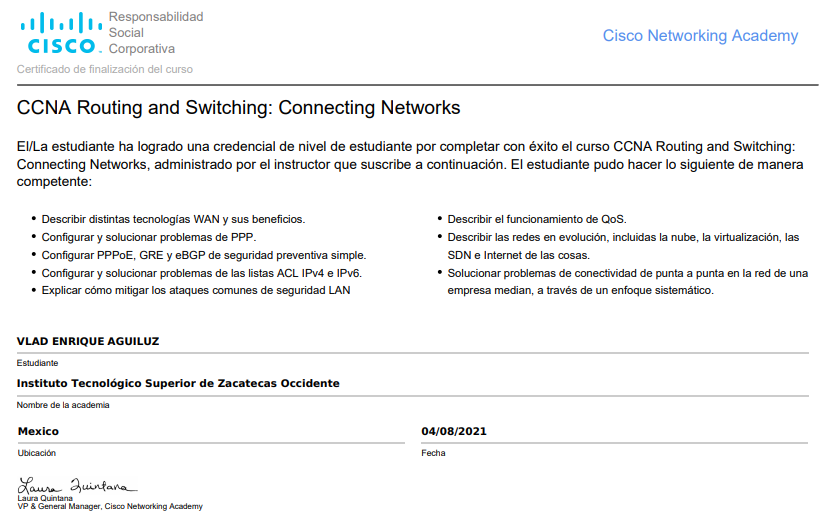 Responsabilidad
Social
Corporativa
CISCO
Cisco Networking Academy
Certificado de finalización del curso
CCNA Routing and Switching: Connecting Networks
El/La estudiante ha logrado una credencial de nivel de estudiante por completar con éxito el curso CCNA Routing and Switching:
Connecting Networks, administrado por el instructor que suscribe a continuación. El estudiante pudo hacer lo siguiente de manera
competente:
• Describir distintas tecnologías WAN y sus beneficios.
• Configurar y solucionar problemas de PPP.
• Configurar PPPoE, GRE y eBGP de seguridad preventiva simple.
• Configurar y solucionar problemas de las listas ACL IPv4 e IPv6.
• Explicar cómo mitigar los ataques comunes de seguridad LAN
• Describir el funcionamiento de QoS.
• Describir las redes en evolución, incluidas la nube, la virtualización, las
SDN e Internet de las cosas.
• Solucionar problemas de conectividad de punta a punta en la red de una
empresa median, a través de un enfoque sistemático.
VLAD ENRIQUE AGUILUZ
Estudiante
Instituto Tecnológico Superior de Zacatecas Occidente
Nombre de la academia
Mexico
Ubicación
04/08/2021
Fecha
Laura Quintana
Laura Quintana
VP & General Manager, Cisco Networking Academy